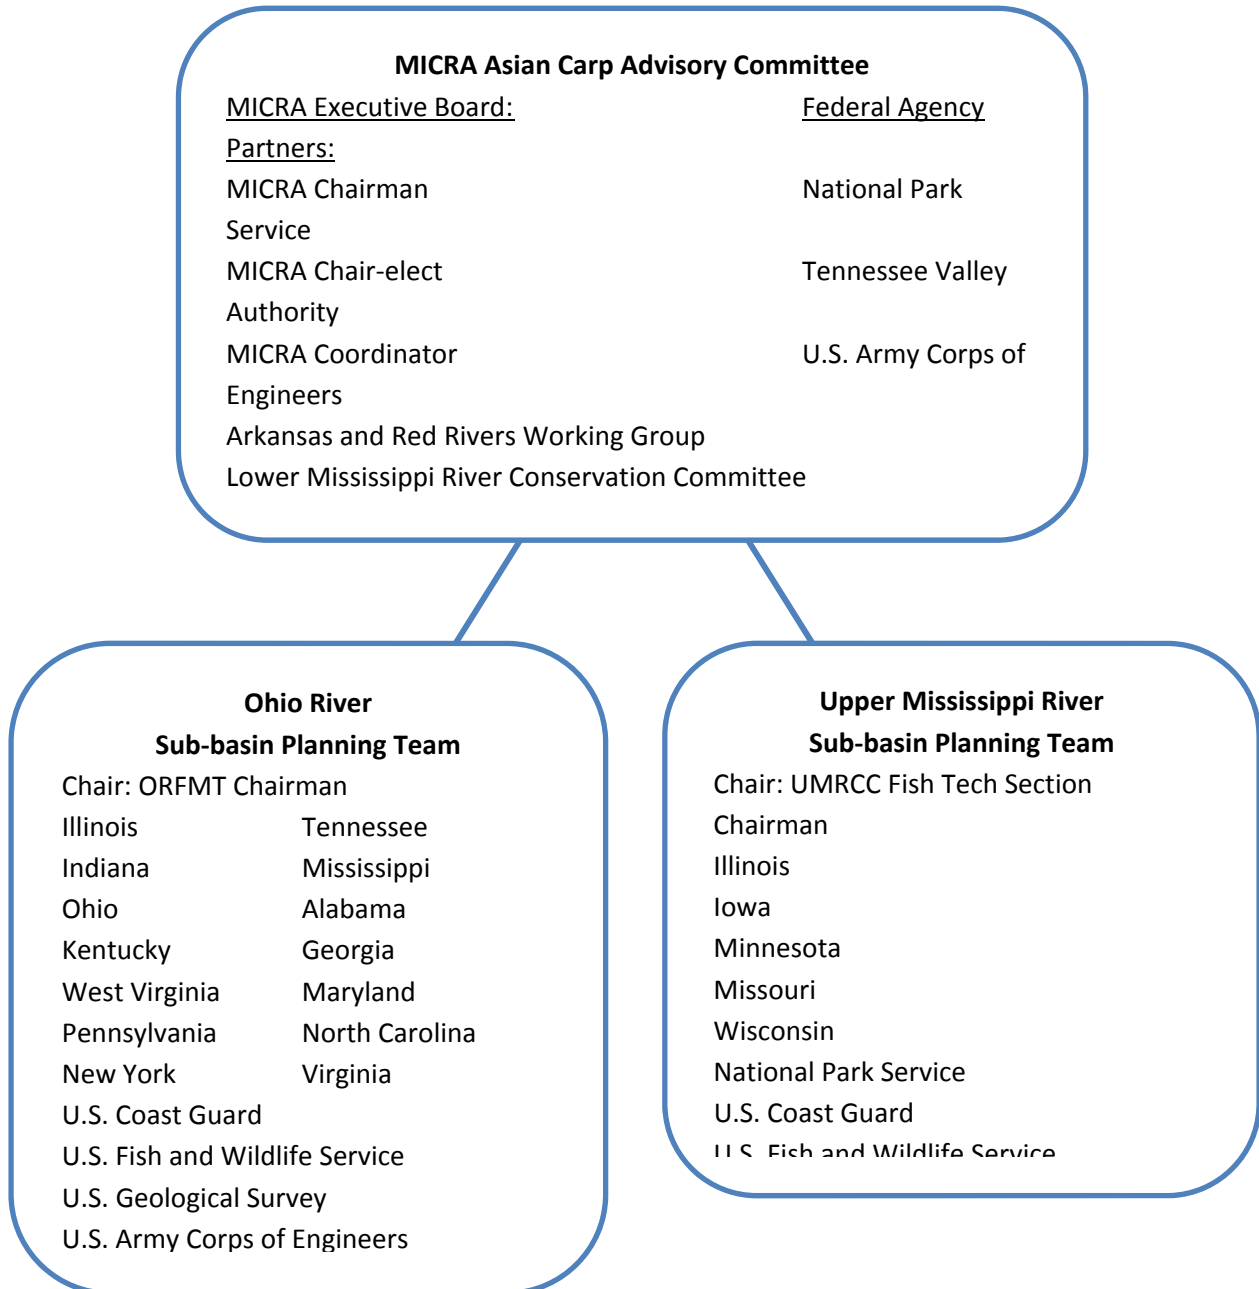 MICRA Asian Carp Advisory Committee
MICRA Executive Board: Federal Agency
Partners:
MICRA Chairman National Park
Service
MICRA Chair-elect Tennessee Valley
Authority
MICRA Coordinator U.S. Army Corps of
Engineers
Arkansas and Red Rivers Working Group
Lower Mississippi River Conservation Committee
Ohio River
Sub-basin Planning Team
Chair: ORFMT Chairman
Illinois Tennessee
Indiana Mississippi
Ohio Alabama
Kentucky Georgia
West Virginia Maryland
Pennsylvania North Carolina
New York Virginia
U.S. Coast Guard
U.S. Fish and Wildlife Service
U.S. Geological Survey
U.S. Army Corps of Engineers
Upper Mississippi River
Sub-basin Planning Team
Chair: UMRCC Fish Tech Section
Chairman
Illinois
Iowa
Minnesota
Missouri
Wisconsin
National Park Service
U.S. Coast Guard
U.S. Fish and Wildlife Service